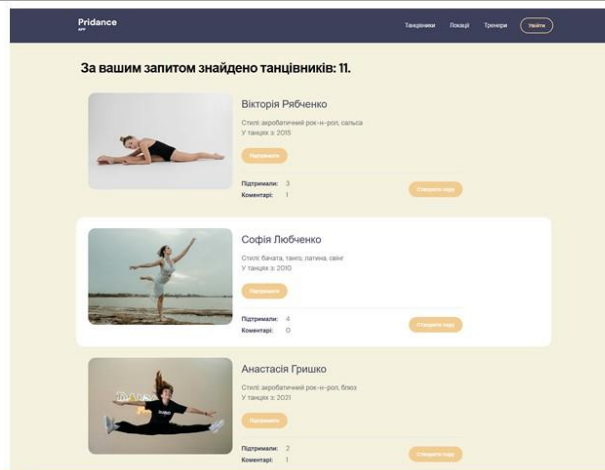 Pridance
APP
Танцівники Локації Тренери Увійти
За вашим запитом знайдено танцівників: 11.
Вікторія Рябченко
Стилі: акробатичний рок-н-рол, сальса
У танцях з: 2015
Підтримати
Підтримали: 3
Коментарі: 1
Створити пару
Софія Любченко
Стилі: бачата, танго, латина, свінг
У танцях з: 2010
Підтримати
Підтримали: 4
Коментарі: 0
Створити пару
Анастасія Гришко
Стилі: акробатичний рок-н-рол, блюз
У танцях з: 2021
Підтримати
Підтримали: 2
Коментарі: 1
Створити пару